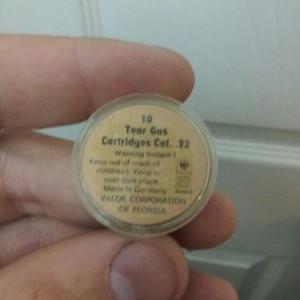 10
Tear Gas
Cartridges Cal. .22
Warning Irritant !
Keep out of reach of
children. Keep in
cool dark place.
Made in Germany
VALOR CORPORATION
OF FLORIDA